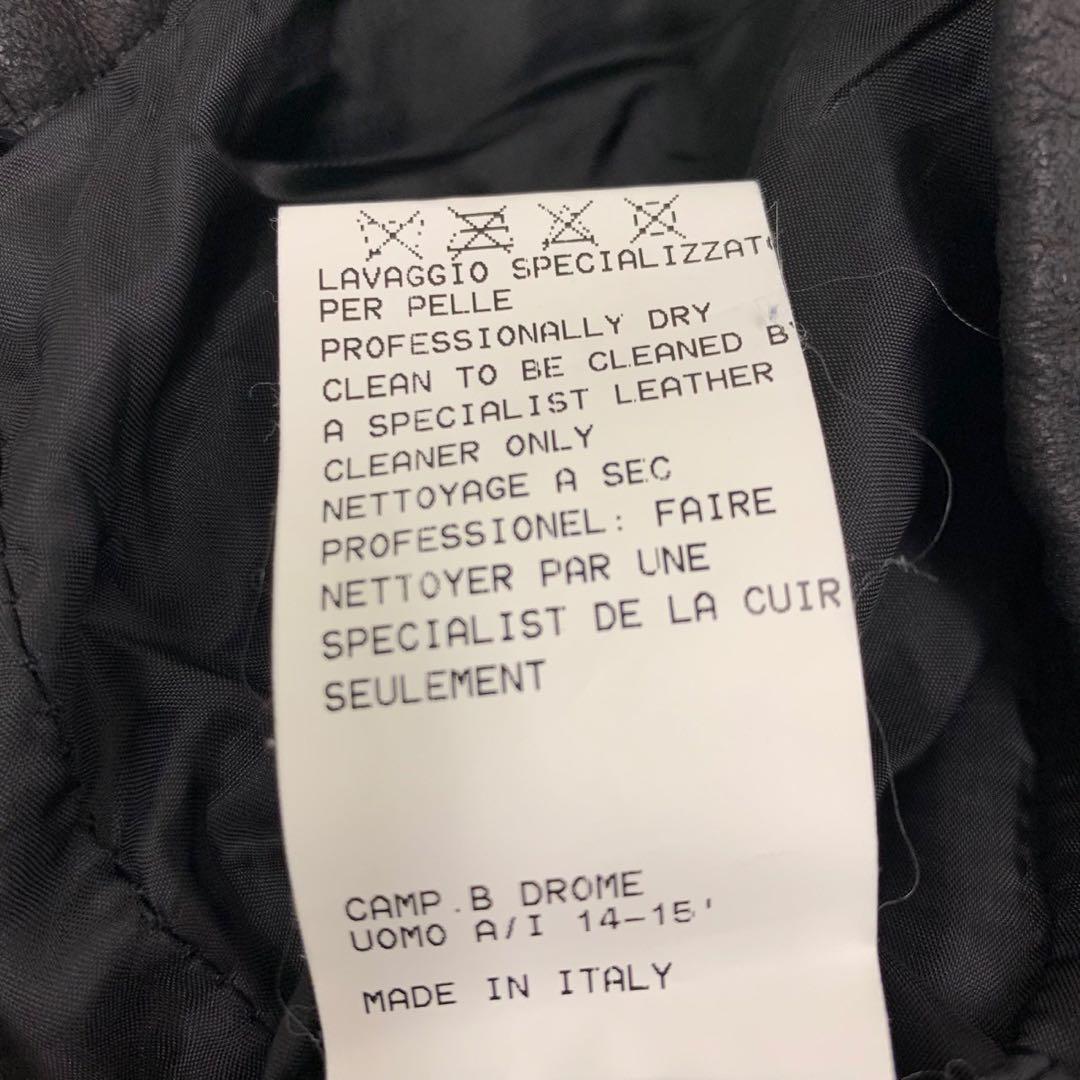 LAVAGGIO SPECIALIZZATO
PER PELLE
PROFESSIONALLY DRY
CLEAN TO BE CLEANED BY
A SPECIALIST LEATHER
CLEANER ONLY
NETTOYAGE A SEC
PROFESSIONEL: FAIRE
NETTOYER PAR UNE
SPECIALIST DE LA CUIR
SEULEMENT
CAMP.B DROME
UOMO A/I 14-15'
MADE IN ITALY